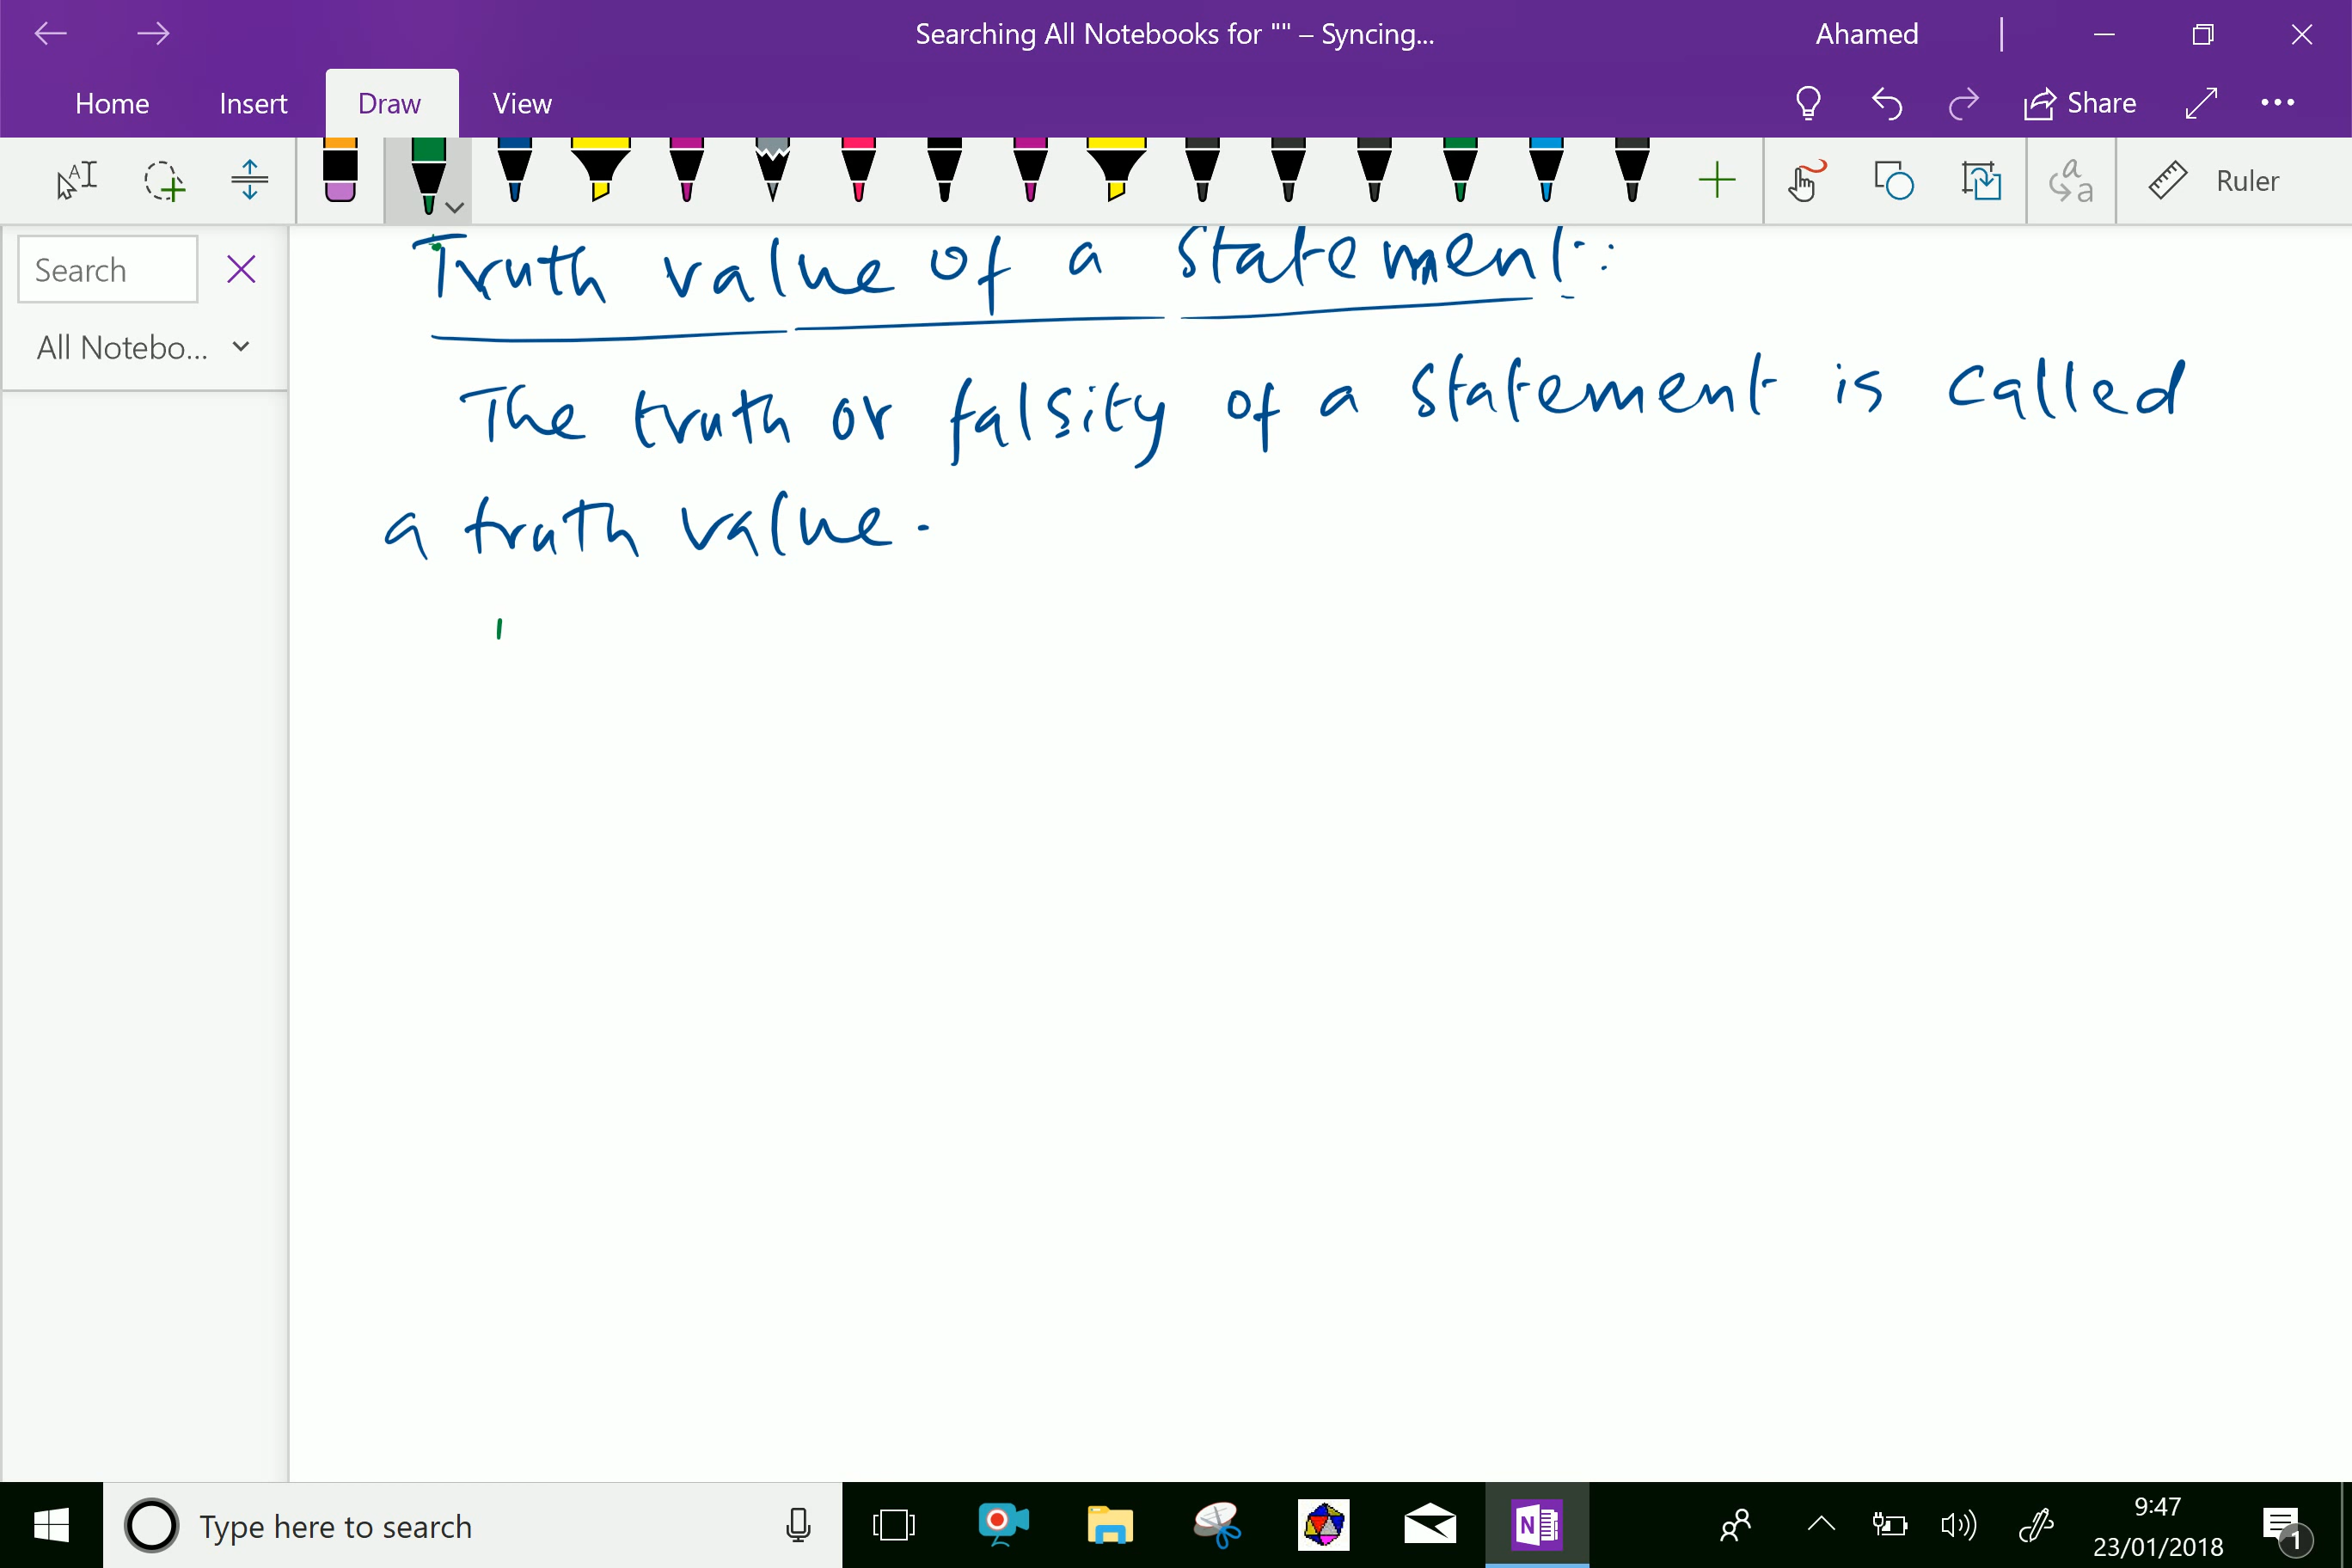 Searching All Notebooks for "" – Syncing...
Ahamed
Home Insert Draw View
Share
Ruler
Search
All Notebo...
Truth value of a statement:
The truth or falsity of a statement is called
a truth value.
Type here to search
N
9:47
23/01/2018
1